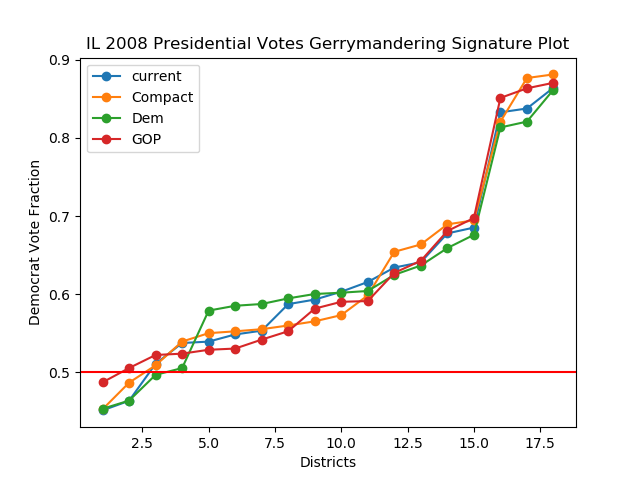 IL 2008 Presidential Votes Gerrymandering Signature Plot
current
Compact
Dem
GOP
Democrat Vote Fraction
0.9
0.8
0.7
0.6
0.5
2.5 5.0 7.5 10.0 12.5 15.0 17.5
Districts